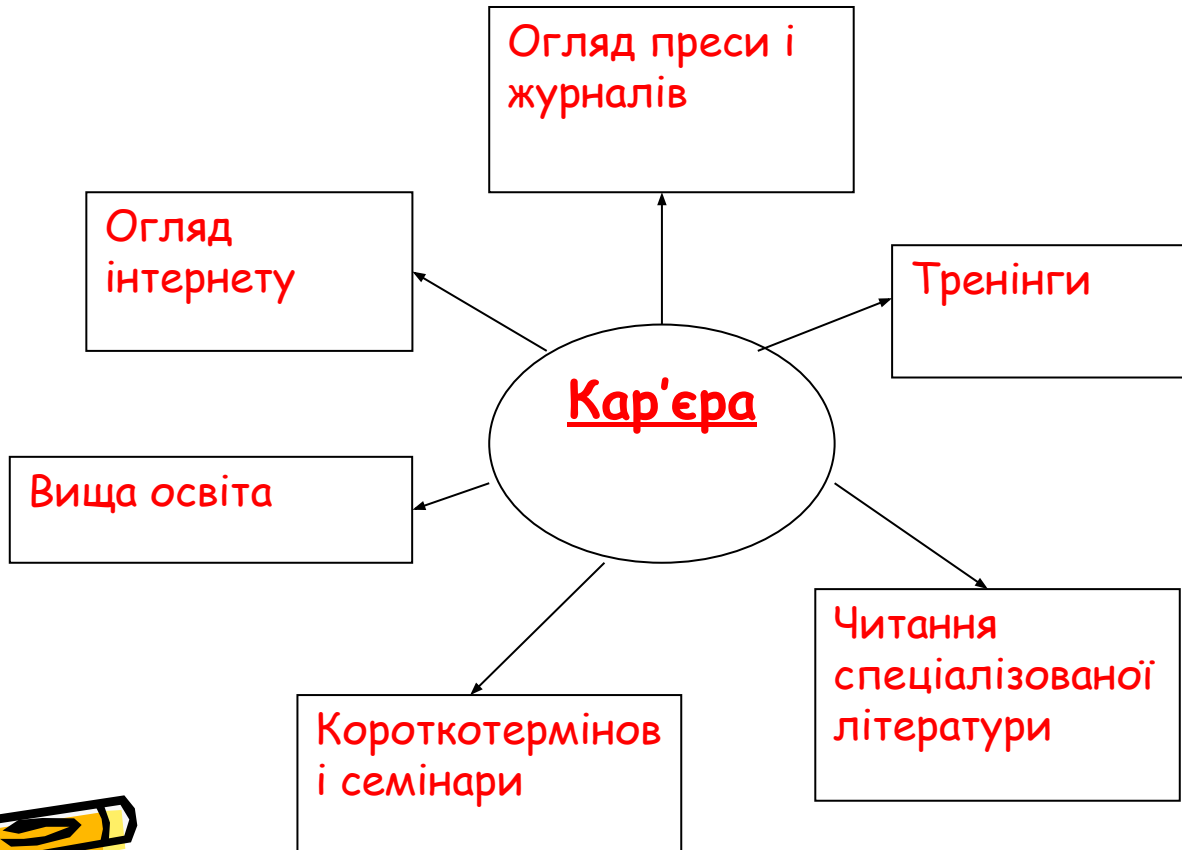 Огляд преси і
журналів
Огляд
інтернету
Тренінги
Кар'єра
Вища освіта
Читання
спеціалізованої
літератури
Короткотермінов
і семінари